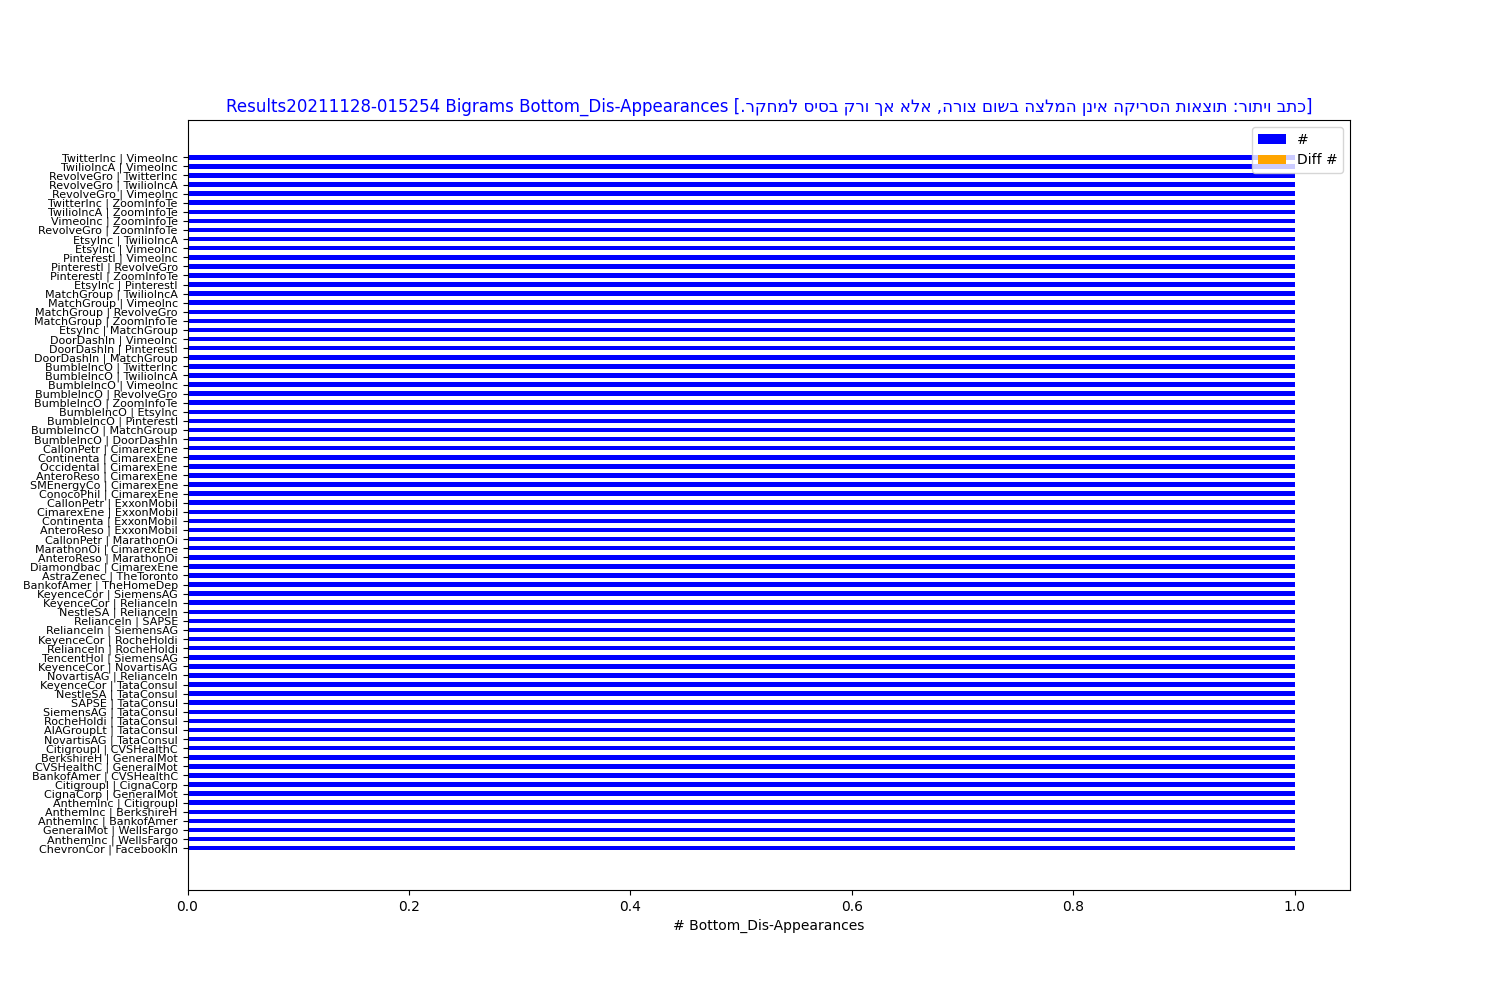 Results20211128-015254 Bigrams Bottom_Dis-Appearances [כתב ויתור: תוצאות הסריקה אינן המלצה בשום צורה, אלא אך ורק בסיס למחקר.]
#
Diff #
TwitterInc | VimeoInc
TwilioIncA | VimeoInc
RevolveGro | TwitterInc
RevolveGro | TwilioIncA
RevolveGro | VimeoInc
TwitterInc | ZoomInfoTe
TwilioIncA | ZoomInfoTe
VimeoInc | ZoomInfoTe
RevolveGro | ZoomInfoTe
EtsyInc | TwilioIncA
EtsyInc | VimeoInc
PinterestI | VimeoInc
PinterestI | RevolveGro
PinterestI | ZoomInfoTe
EtsyInc | PinterestI
MatchGroup | TwilioIncA
MatchGroup | VimeoInc
MatchGroup | RevolveGro
MatchGroup | ZoomInfoTe
EtsyInc | MatchGroup
DoorDashIn | VimeoInc
DoorDashIn | PinterestI
DoorDashIn | MatchGroup
BumbleIncO | TwitterInc
BumbleIncO | TwilioIncA
BumbleIncO | VimeoInc
BumbleIncO | RevolveGro
BumbleIncO | ZoomInfoTe
BumbleIncO | EtsyInc
BumbleIncO | PinterestI
BumbleIncO | MatchGroup
BumbleIncO | DoorDashIn
CallonPetr | CimarexEne
Continenta | CimarexEne
Occidental | CimarexEne
AnteroReso | CimarexEne
SMEnergyCo | CimarexEne
ConocoPhil | CimarexEne
CallonPetr | ExxonMobil
CimarexEne | ExxonMobil
Continenta | ExxonMobil
AnteroReso | ExxonMobil
CallonPetr | MarathonOi
MarathonOi | CimarexEne
AnteroReso | MarathonOi
Diamondbac | CimarexEne
AstraZenec | TheToronto
BankofAmer | TheHomeDep
KeyenceCor | SiemensAG
KeyenceCor | RelianceIn
NestleSA | RelianceIn
RelianceIn | SAPSE
RelianceIn | SiemensAG
KeyenceCor | RocheHoldi
RelianceIn | RocheHoldi
TencentHol | SiemensAG
KeyenceCor | NovartisAG
NovartisAG | RelianceIn
KeyenceCor | TataConsul
NestleSA | TataConsul
SAPSE | TataConsul
SiemensAG | TataConsul
RocheHoldi | TataConsul
AIAGroupLt | TataConsul
NovartisAG | TataConsul
CitigroupI | CVSHealthC
BerkshireH | GeneralMot
CVSHealthC | GeneralMot
BankofAmer | CVSHealthC
CitigroupI | CignaCorp
CignaCorp | GeneralMot
AnthemInc | CitigroupI
AnthemInc | BerkshireH
AnthemInc | BankofAmer
GeneralMot | WellsFargo
AnthemInc | WellsFargo
ChevronCor | FacebookIn
0.0 0.2 0.4 0.6 0.8 1.0
# Bottom_Dis-Appearances